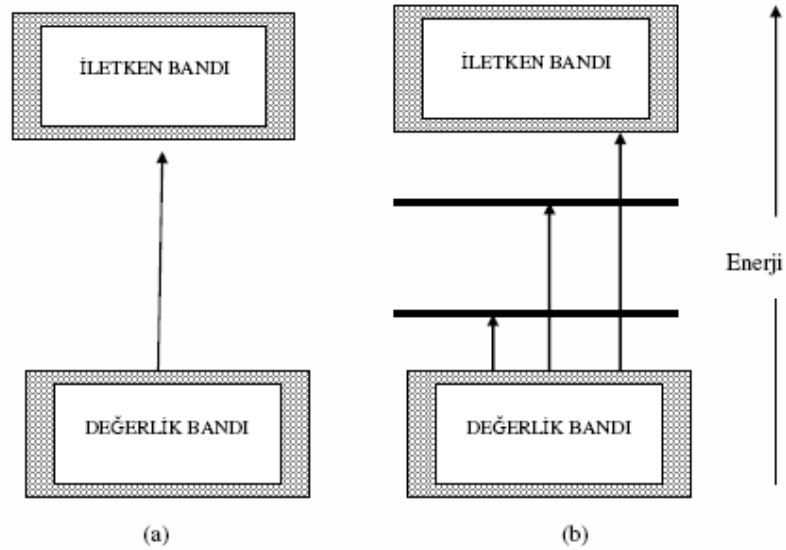 İLETKEN BANDI
İLETKEN BANDI
Enerji
DEĞERLİK BANDI
DEĞERLİK BANDI
(a)
(b)